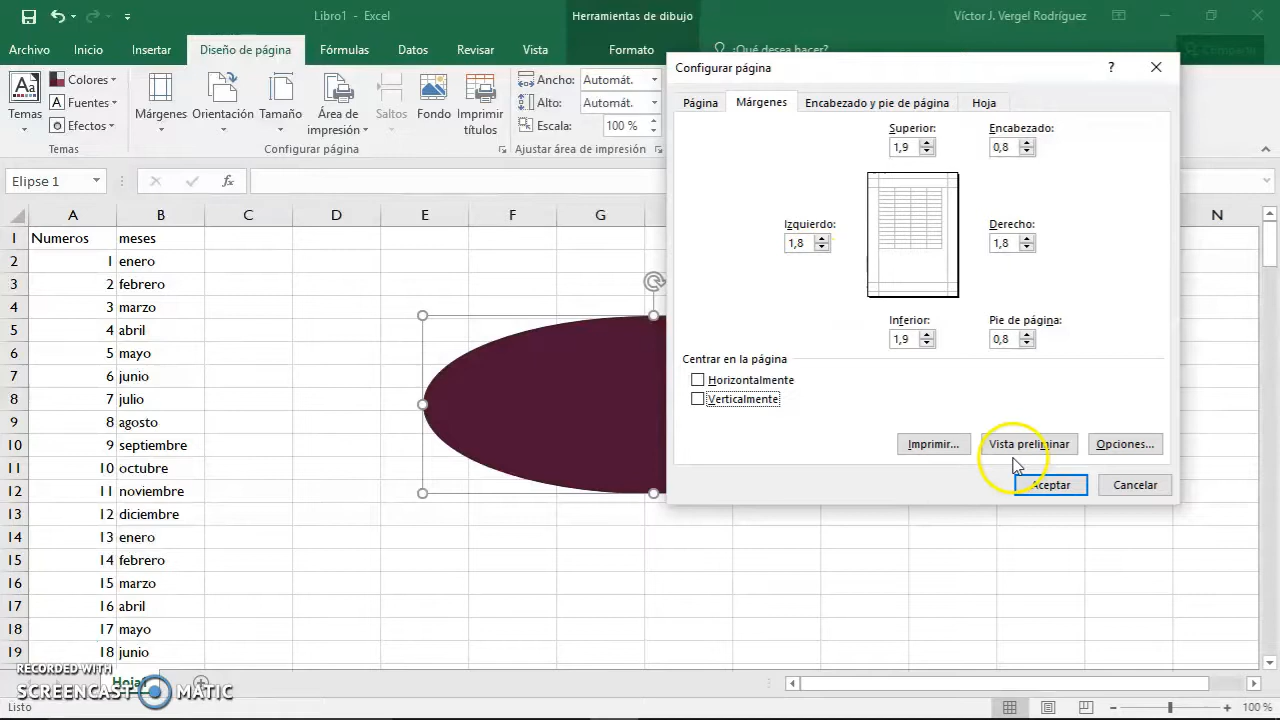 Libro1 - Excel
Herramientas de dibujo
Víctor J. Vergel Rodríguez
Archivo
Inicio
Insertar
Diseño de página
Fórmulas
Datos
Revisar
Vista
Formato
¿Qué desea hacer?
Compartir
Temas
Colores
Fuentes
Efectos
Temas
Márgenes
Orientación
Tamaño
Área de impresión
Saltos
Fondo
Imprimir títulos
Configurar página
Ancho: Automát.
Alto: Automát.
Escala: 100 %
Ajustar área de impresión
Elipse 1
fx
A B C D E F G N
1 Numeros meses
2 1 enero
3 2 febrero
4 3 marzo
5 4 abril
6 5 mayo
7 6 junio
8 7 julio
9 8 agosto
10 9 septiembre
11 10 octubre
12 11 noviembre
13 12 diciembre
14 13 enero
15 14 febrero
16 15 marzo
17 16 abril
18 17 mayo
19 18 junio
Configurar página
?
Página
Márgenes
Encabezado y pie de página
Hoja
Superior: 1,9
Encabezado: 0,8
Izquierdo: 1,8
Derecho: 1,8
Inferior: 1,9
Pie de página: 0,8
Centrar en la página
Horizontalmente
Verticalmente
Imprimir...
Vista preliminar
Opciones...
Aceptar
Cancelar
RECORDED WITH
SCREENCAST MATIC
Listo
100 %